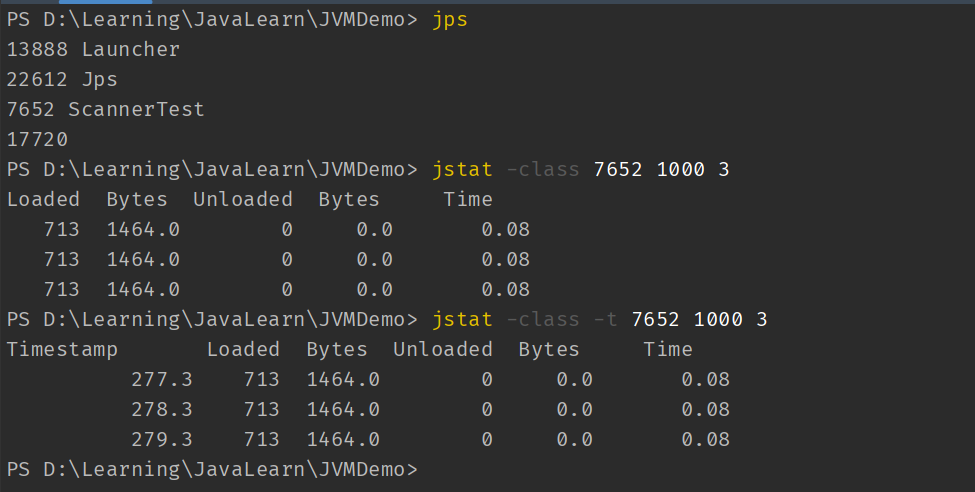 PS D:\Learning\JavaLearn\JVMDemo> jps
13888 Launcher
22612 Jps
7652 ScannerTest
17720
PS D:\Learning\JavaLearn\JVMDemo> jstat -class 7652 1000 3
Loaded  Bytes  Unloaded  Bytes     Time
   713  1464.0        0     0.0       0.08
   713  1464.0        0     0.0       0.08
   713  1464.0        0     0.0       0.08
PS D:\Learning\JavaLearn\JVMDemo> jstat -class -t 7652 1000 3
Timestamp       Loaded  Bytes  Unloaded  Bytes     Time
          277.3    713  1464.0        0     0.0       0.08
          278.3    713  1464.0        0     0.0       0.08
          279.3    713  1464.0        0     0.0       0.08
PS D:\Learning\JavaLearn\JVMDemo>